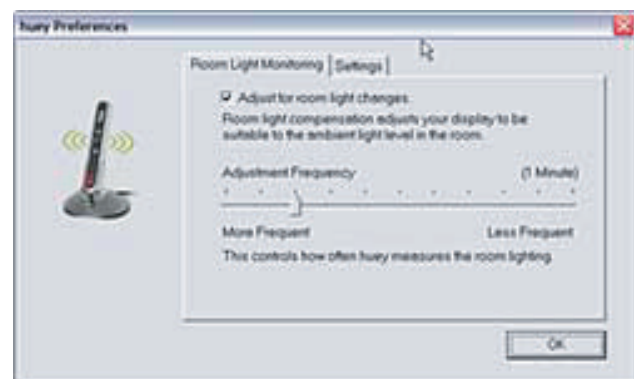 huey Preferences
Room Light Monitoring
Settings
Adjust for room light changes
Room light compensation adjusts your display to be
suitable to the ambient light level in the room.
Adjustment Frequency
(1 Minute)
More Frequent
Less Frequent
This controls how often huey measures the room lighting.
OK